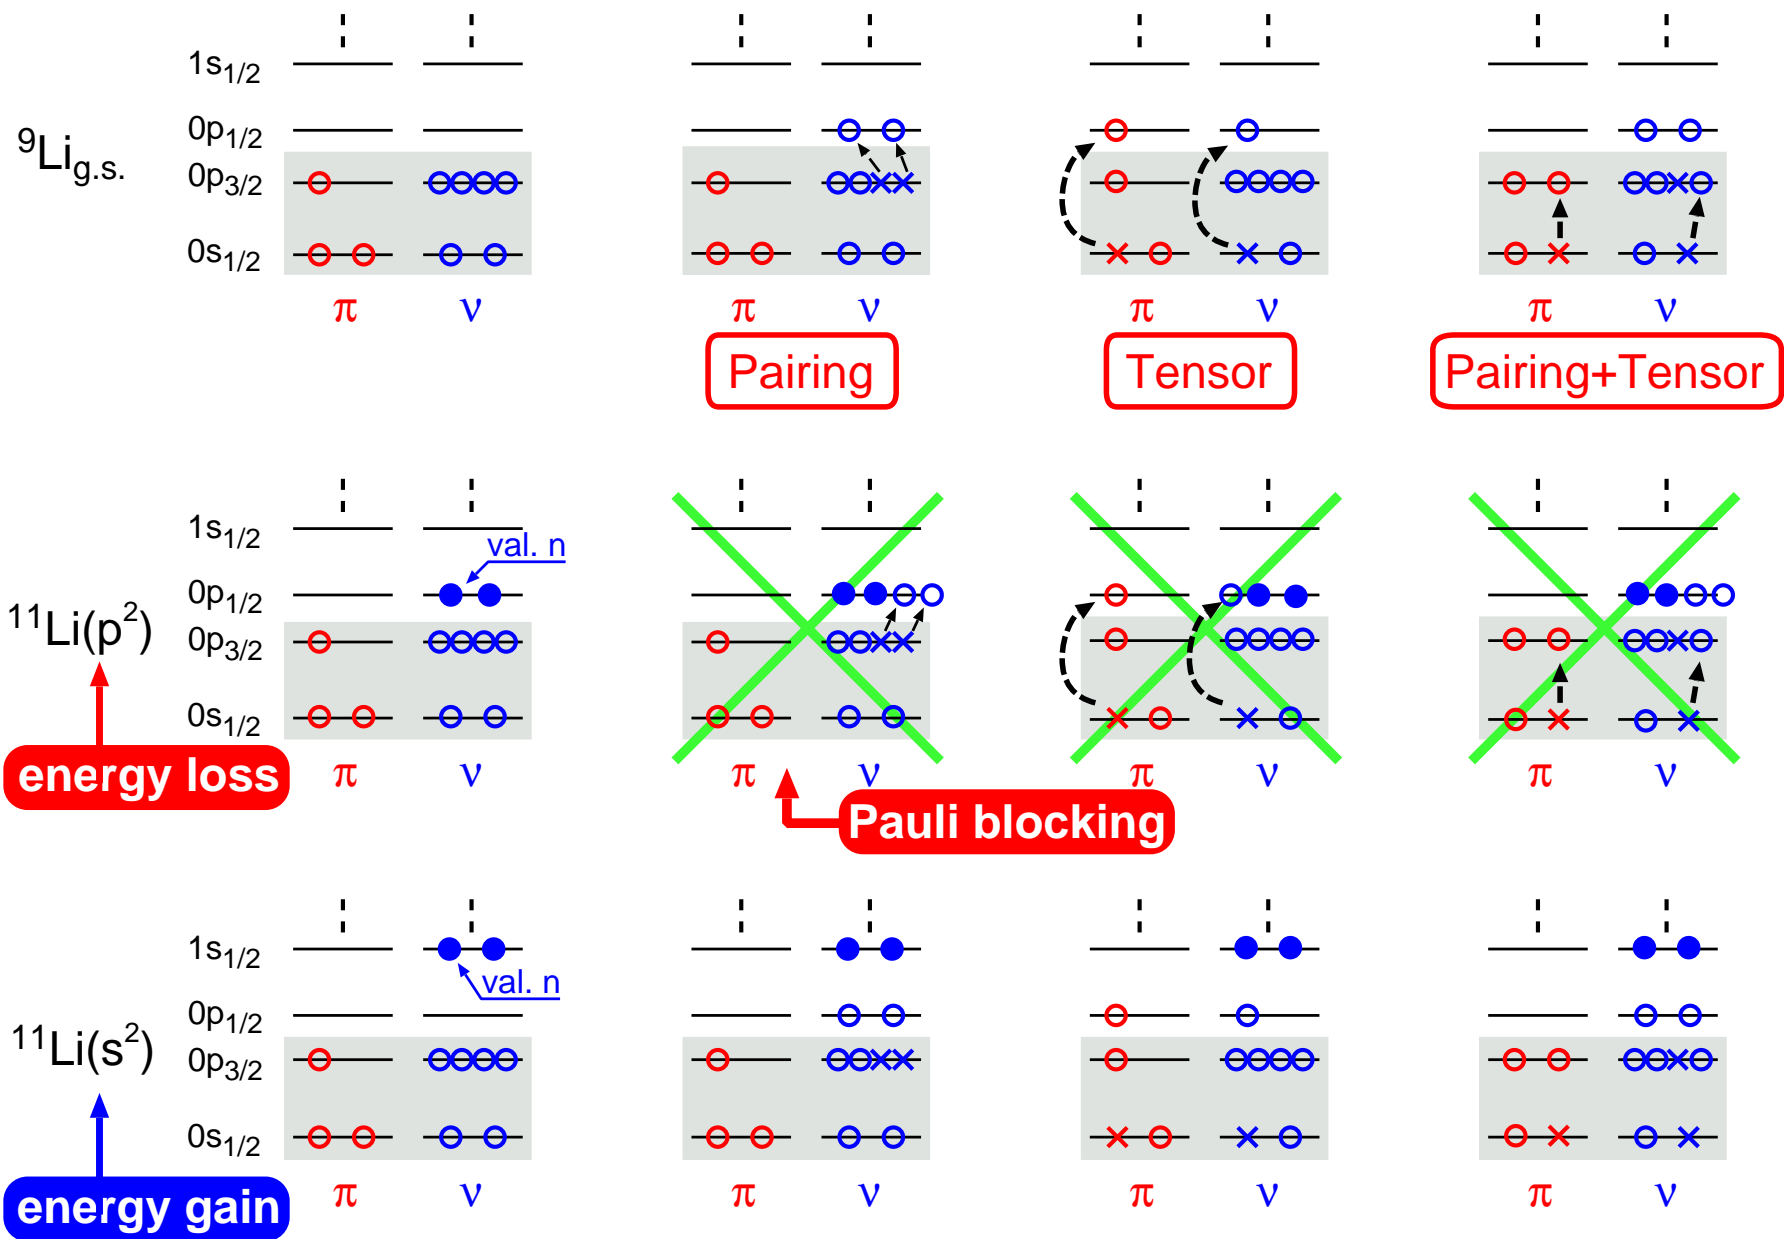 ⁹Li g.s.
1s1/2
0p1/2
0p3/2
0s1/2
π ν π ν π ν π ν
Pairing Tensor Pairing+Tensor
¹¹Li(p²)
1s1/2
val. n
0p1/2
0p3/2
0s1/2
π ν π ν π ν π ν
energy loss
Pauli blocking
¹¹Li(s²)
1s1/2
val. n
0p1/2
0p3/2
0s1/2
π ν π ν π ν π ν
energy gain